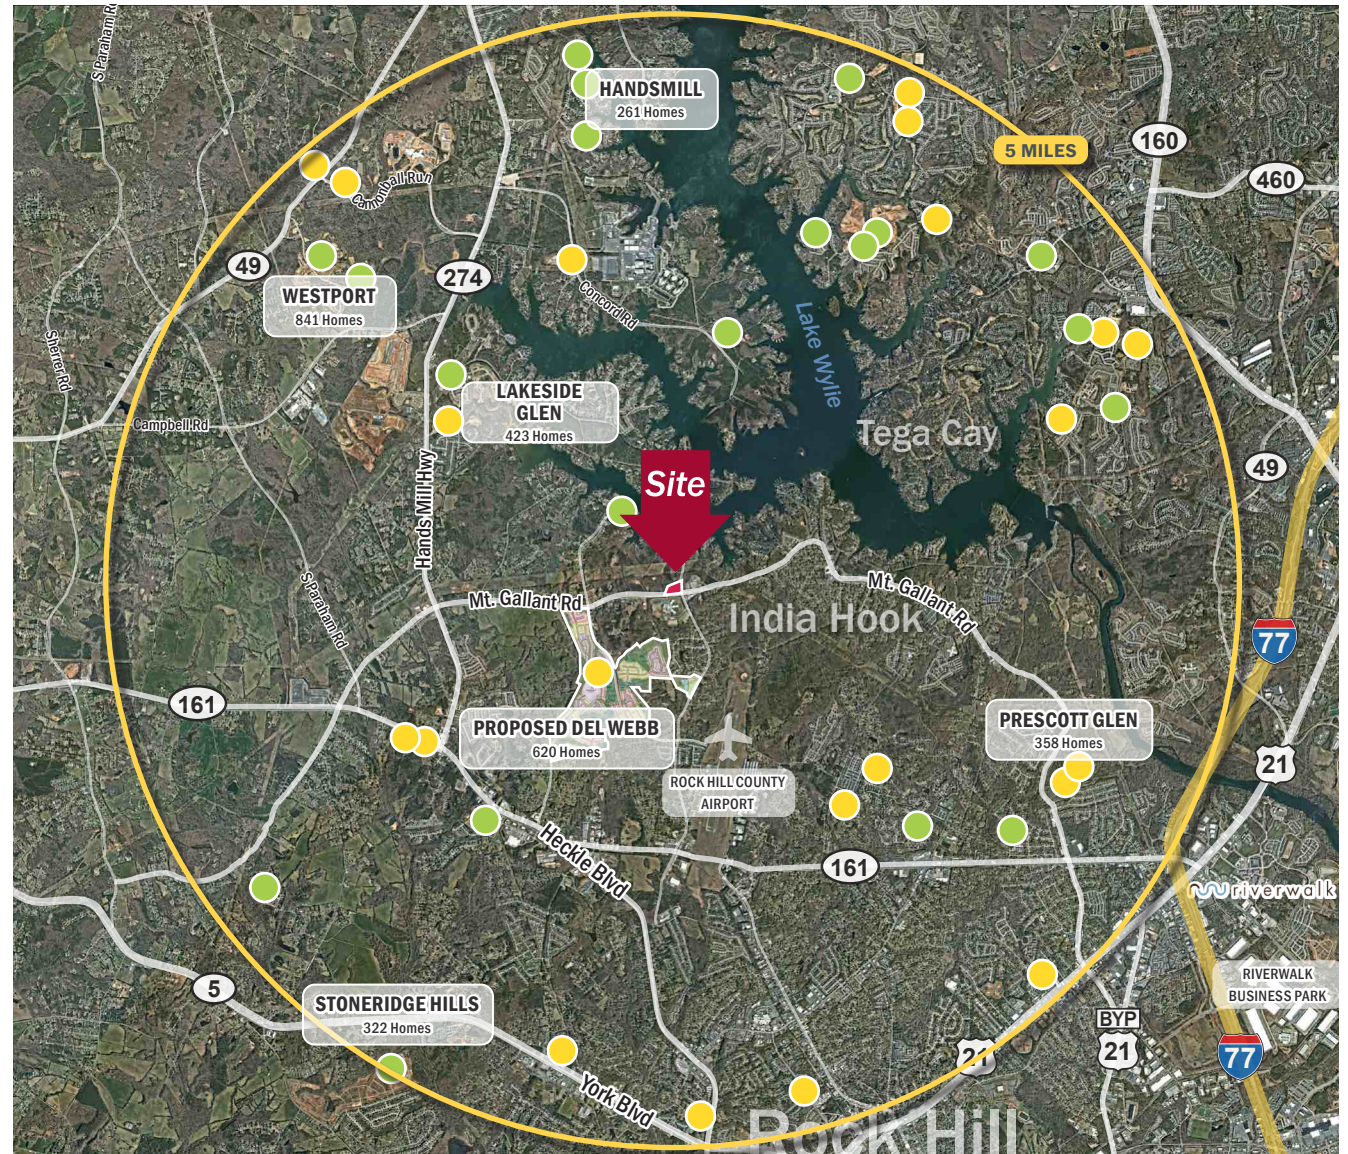 S Paraham Rd
HANDSMILL
261 Homes
5 MILES
160
460
Cannonball Run
49
274
WESTPORT
841 Homes
Concord Rd
Lake Wylie
Sherrer Rd
LAKESIDE
GLEN
423 Homes
Campbell Rd
Tega Cay
49
Site
Hands Mill Hwy
S Paraham Rd
Mt. Gallant Rd
Mt. Gallant Rd
India Hook
77
161
PROPOSED DEL WEBB
620 Homes
PRESCOTT GLEN
358 Homes
21
ROCK HILL COUNTY
AIRPORT
Heckle Blvd
161
riverwalk
5
STONERIDGE HILLS
322 Homes
RIVERWALK
BUSINESS PARK
BYP
21
21
77
York Blvd
Rock Hill